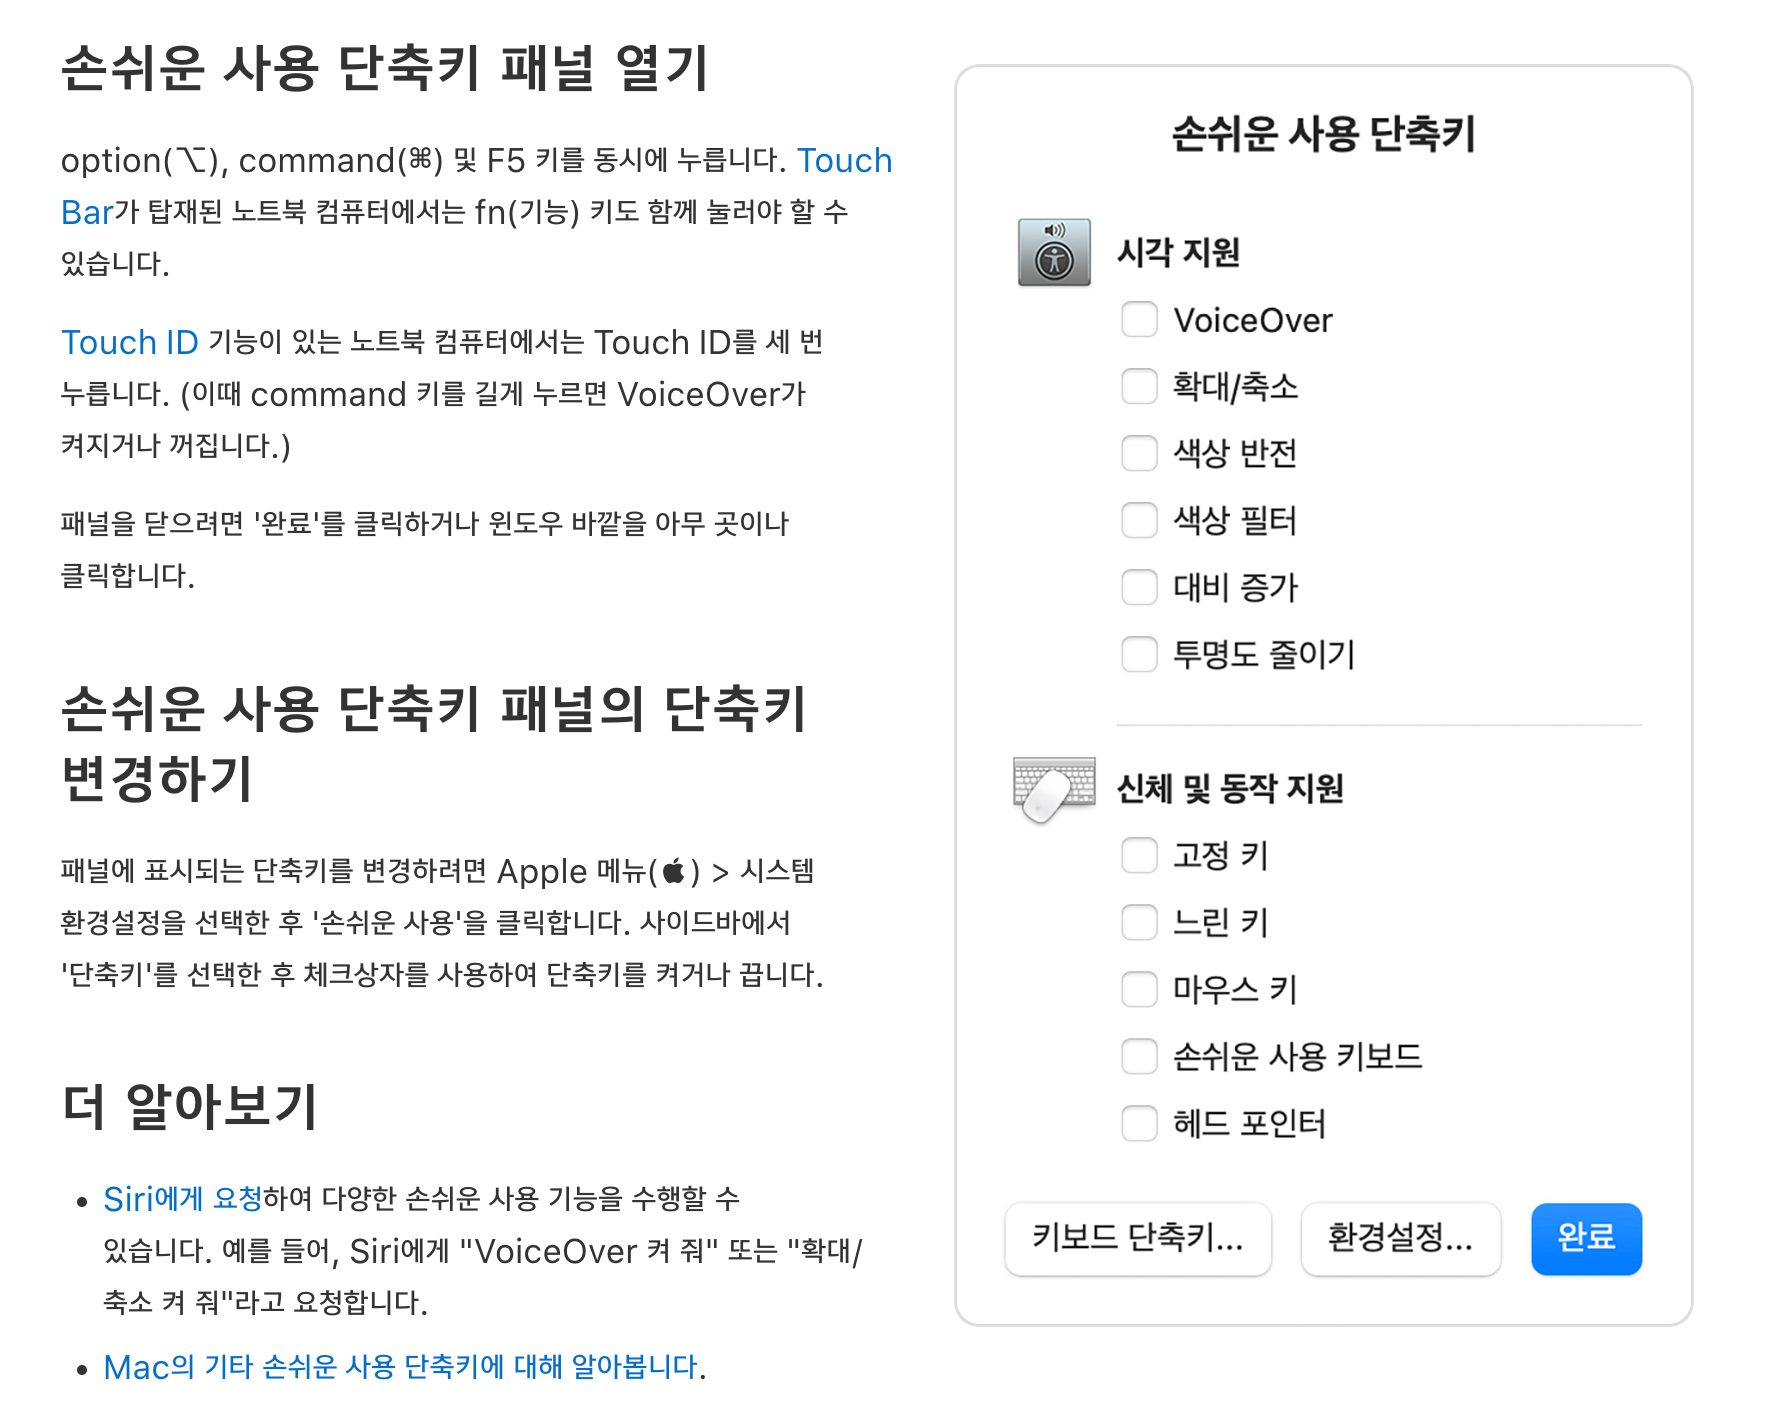 손쉬운 사용 단축키 패널 열기
option(⌥), command(⌘) 및 F5 키를 동시에 누릅니다. Touch
Bar가 탑재된 노트북 컴퓨터에서는 fn(기능) 키도 함께 눌러야 할 수
있습니다.
Touch ID 기능이 있는 노트북 컴퓨터에서는 Touch ID를 세 번
누릅니다. (이때 command 키를 길게 누르면 VoiceOver가
켜지거나 꺼집니다.)
패널을 닫으려면 '완료'를 클릭하거나 윈도우 바깥을 아무 곳이나
클릭합니다.
손쉬운 사용 단축키 패널의 단축키
변경하기
패널에 표시되는 단축키를 변경하려면 Apple 메뉴() > 시스템
환경설정을 선택한 후 '손쉬운 사용'을 클릭합니다. 사이드바에서
'단축키'를 선택한 후 체크상자를 사용하여 단축키를 켜거나 끕니다.
더 알아보기
• Siri에게 요청하여 다양한 손쉬운 사용 기능을 수행할 수
있습니다. 예를 들어, Siri에게 "VoiceOver 켜 줘" 또는 "확대/
축소 켜 줘"라고 요청합니다.
• Mac의 기타 손쉬운 사용 단축키에 대해 알아봅니다.
손쉬운 사용 단축키
시각 지원
VoiceOver
확대/축소
색상 반전
색상 필터
대비 증가
투명도 줄이기
신체 및 동작 지원
고정 키
느린 키
마우스 키
손쉬운 사용 키보드
헤드 포인터
키보드 단축키... 환경설정... 완료